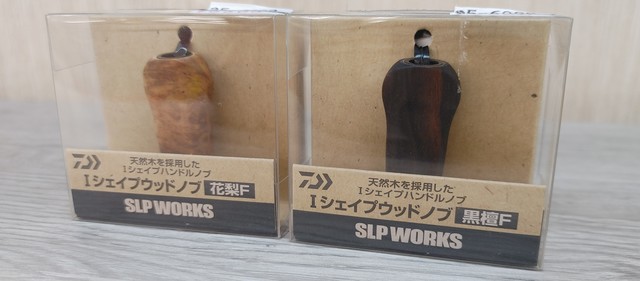 天然木を採用した
Iシェイプハンドルノブ
Iシェイプウッドノブ 花梨F
SLP WORKS
天然木を採用した
Iシェイプハンドルノブ
Iシェイプウッドノブ 黒檀F
SLP WORKS